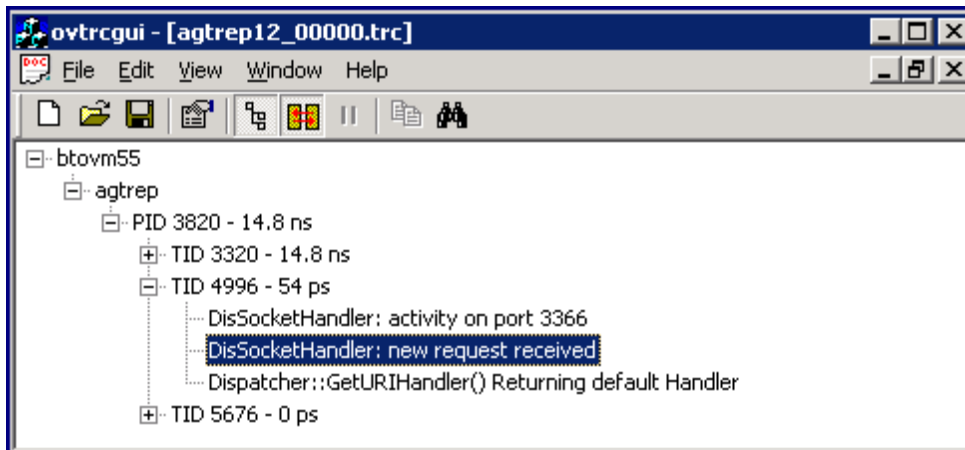 ovtrcgui - [agtrep12_00000.trc]
DOC
File Edit View Window Help
btovm55
agtrep
PID 3820 - 14.8 ns
TID 3320 - 14.8 ns
TID 4996 - 54 ps
DisSocketHandler: activity on port 3366
DisSocketHandler: new request received
Dispatcher::GetURIHandler() Returning default Handler
TID 5676 - 0 ps